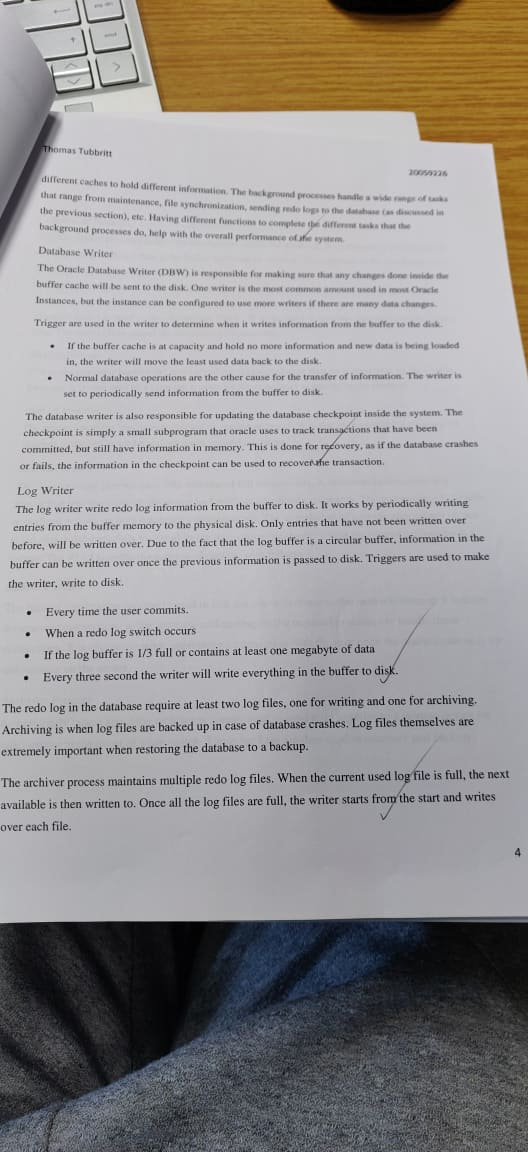 Thomas Tubbritt
20059226
different caches to hold different information. The background processes handle a wide range of tasks
that range from maintenance, file synchronization, sending redo logs to the database (as discussed in
the previous section), etc. Having different functions to complete the different tasks that the
background processes do, help with the overall performance of the system.
Database Writer
The Oracle Database Writer (DBW) is responsible for making sure that any changes done inside the
buffer cache will be sent to the disk. One writer is the most common amount used in most Oracle
Instances, but the instance can be configured to use more writers if there are many data changes.
Trigger are used in the writer to determine when it writes information from the buffer to the disk.
• If the buffer cache is at capacity and hold no more information and new data is being loaded
in, the writer will move the least used data back to the disk.
• Normal database operations are the other cause for the transfer of information. The writer is
set to periodically send information from the buffer to disk.
The database writer is also responsible for updating the database checkpoint inside the system. The
checkpoint is simply a small subprogram that oracle uses to track transactions that have been
committed, but still have information in memory. This is done for recovery, as if the database crashes
or fails, the information in the checkpoint can be used to recover the transaction.
Log Writer
The log writer write redo log information from the buffer to disk. It works by periodically writing
entries from the buffer memory to the physical disk. Only entries that have not been written over
before, will be written over. Due to the fact that the log buffer is a circular buffer, information in the
buffer can be written over once the previous information is passed to disk. Triggers are used to make
the writer, write to disk.
• Every time the user commits.
• When a redo log switch occurs
• If the log buffer is 1/3 full or contains at least one megabyte of data
• Every three second the writer will write everything in the buffer to disk.
The redo log in the database require at least two log files, one for writing and one for archiving.
Archiving is when log files are backed up in case of database crashes. Log files themselves are
extremely important when restoring the database to a backup.
The archiver process maintains multiple redo log files. When the current used log file is full, the next
available is then written to. Once all the log files are full, the writer starts from the start and writes
over each file.
4